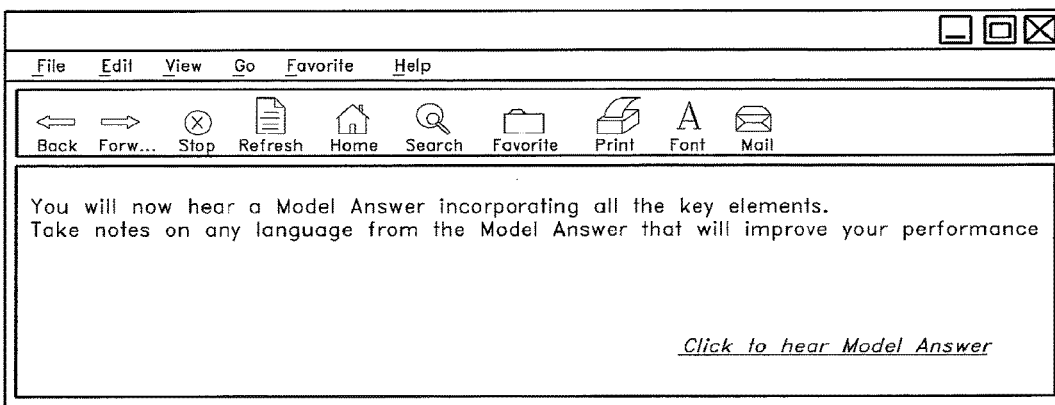 File Edit View Go Favorite Help
Back Forw... Stop Refresh Home Search Favorite Print Font Mail
You will now hear a Model Answer incorporating all the key elements.
Take notes on any language from the Model Answer that will improve your performance
Click to hear Model Answer